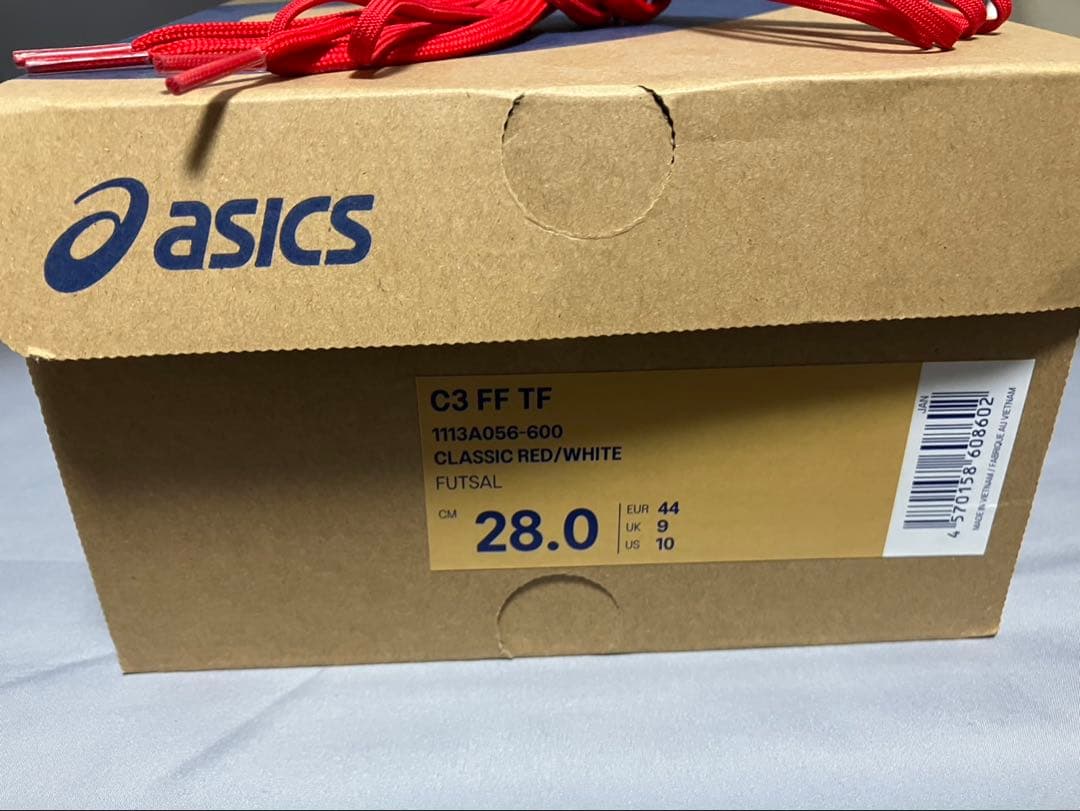 asics
C3 FF TF
1113A056-600
CLASSIC RED/WHITE
FUTSAL
CM 28.0
EUR 44
UK 9
US 10
JAN
4 570158 608602
MADE IN VIETNAM / FABRIQUE AU VIETNAM